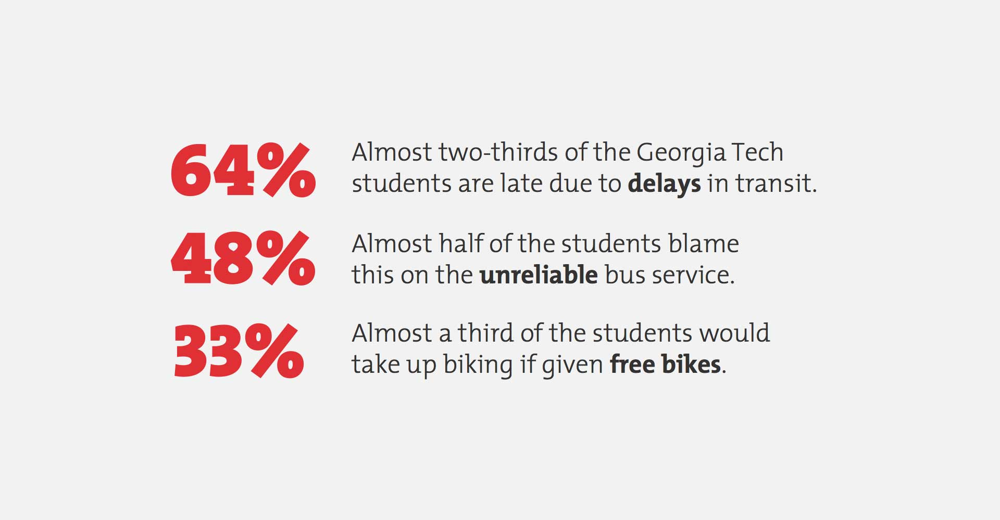 64%
Almost two-thirds of the Georgia Tech
students are late due to delays in transit.
48%
Almost half of the students blame
this on the unreliable bus service.
33%
Almost a third of the students would
take up biking if given free bikes.